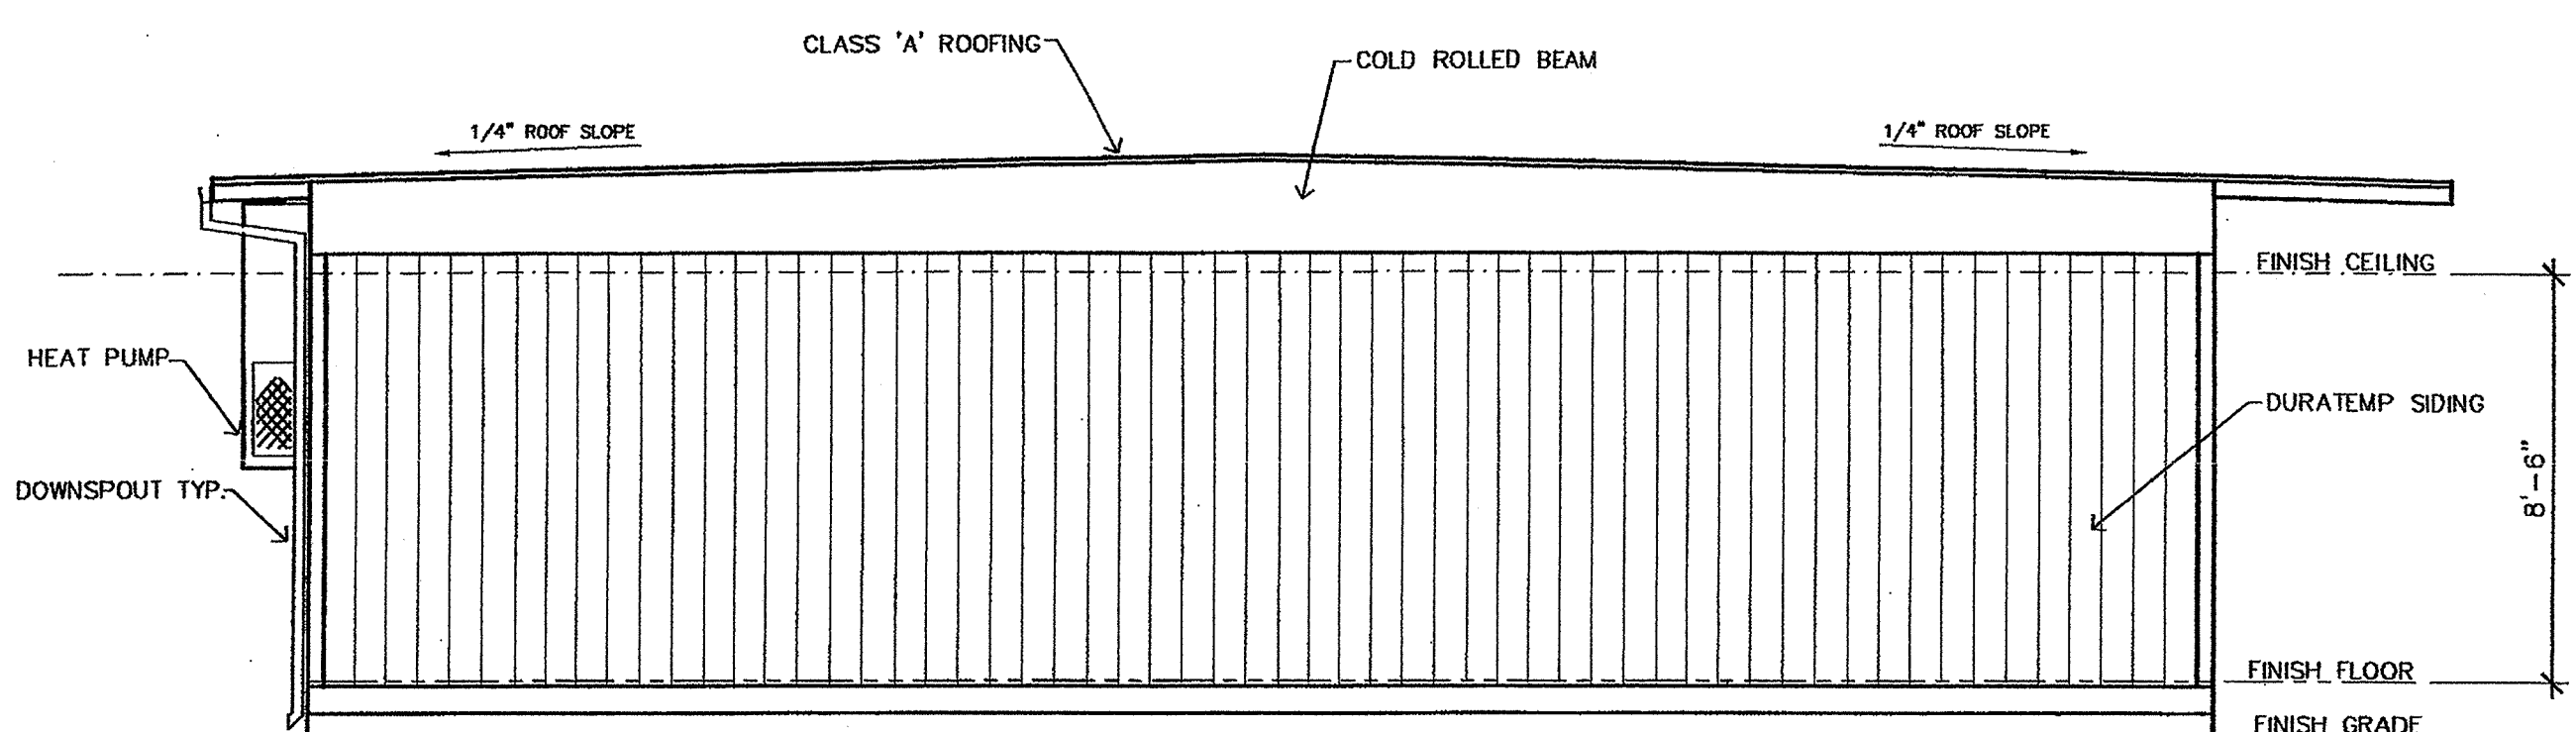 CLASS 'A' ROOFING
COLD ROLLED BEAM
1/4" ROOF SLOPE
1/4" ROOF SLOPE
FINISH CEILING
HEAT PUMP
DURATEMP SIDING
8'-6"
DOWNSPOUT TYP.
FINISH FLOOR
FINISH GRADE